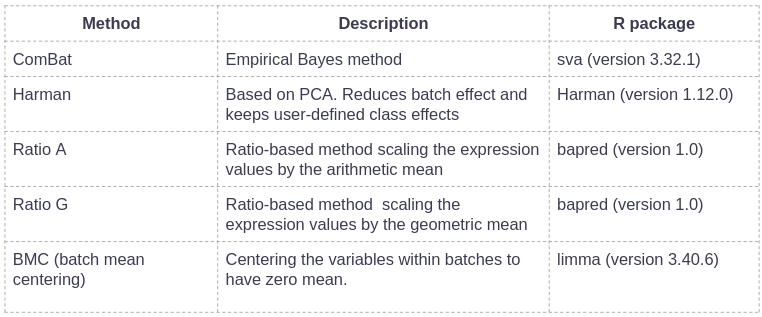 Method Description R package
ComBat Empirical Bayes method sva (version 3.32.1)
Harman Based on PCA. Reduces batch effect and Harman (version 1.12.0)
keeps user-defined class effects
Ratio A Ratio-based method scaling the expression bapred (version 1.0)
values by the arithmetic mean
Ratio G Ratio-based method  scaling the bapred (version 1.0)
expression values by the geometric mean
BMC (batch mean Centering the variables within batches to limma (version 3.40.6)
centering) have zero mean.